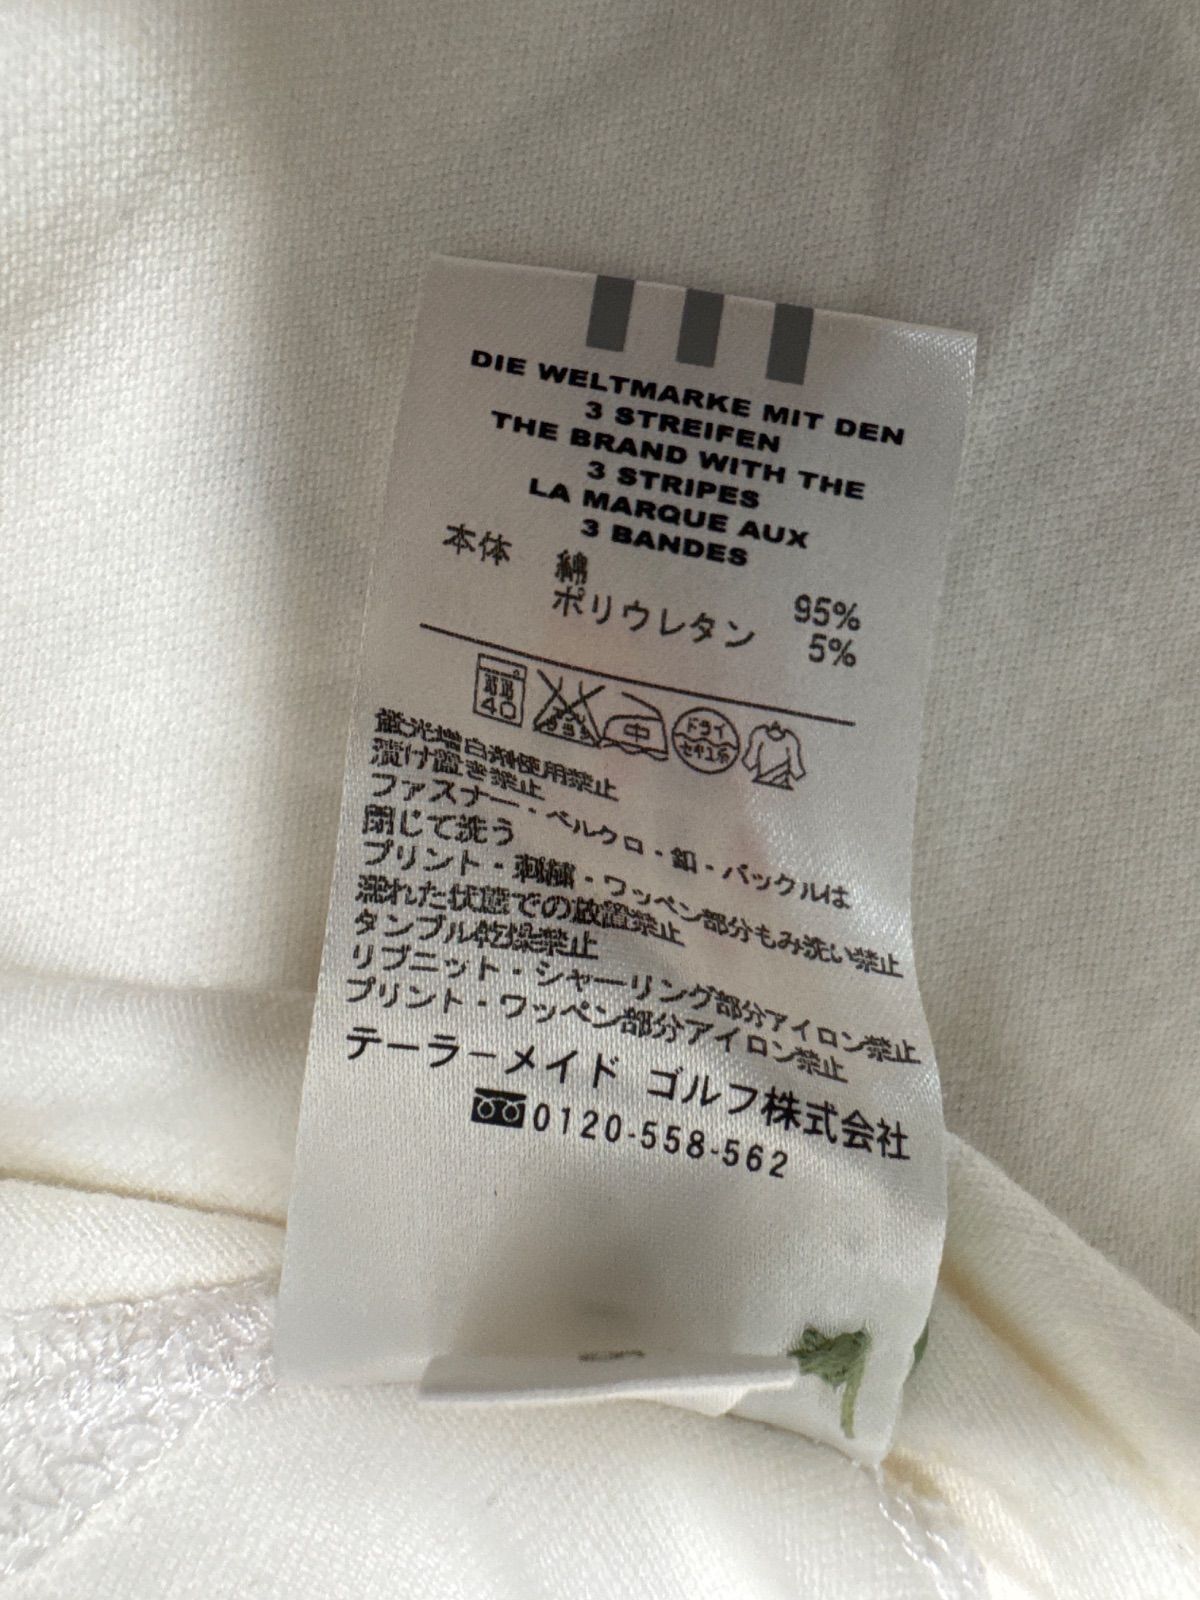 DIE WELTMARKE MIT DEN
3 STREIFEN
THE BRAND WITH THE
3 STRIPES
LA MARQUE AUX
3 BANDES
本体 綿 95%
ポリウレタン 5%
40 中 ドライ セキユ系
蛍光増白剤使用禁止
漬け置き禁止
ファスナー・ベルクロ・釦・バックルは
閉じて洗う
プリント・刺繍・ワッペン部分もみ洗い禁止
濡れた状態での放置禁止
タンブル乾燥禁止
リブニット・シャーリング部分アイロン禁止
プリント・ワッペン部分アイロン禁止
テーラーメイド ゴルフ株式会社
0120-558-562